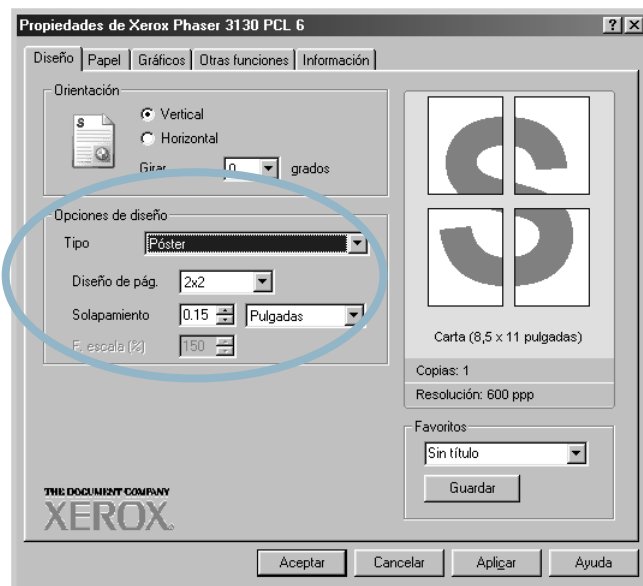 Propiedades de Xerox Phaser 3130 PCL 6
Diseño Papel Gráficos Otras funciones Información
Orientación
S
Vertical
Horizontal
Girar 0 grados
Opciones de diseño
Tipo Póster
Diseño de pág. 2x2
Solapamiento 0.15 Pulgadas
F. escala (%) 150
S
Carta (8,5 x 11 pulgadas)
Copias: 1
Resolución: 600 ppp
Favoritos
Sin título
Guardar
THE DOCUMENT COMPANY
XEROX
Aceptar Cancelar Aplicar Ayuda